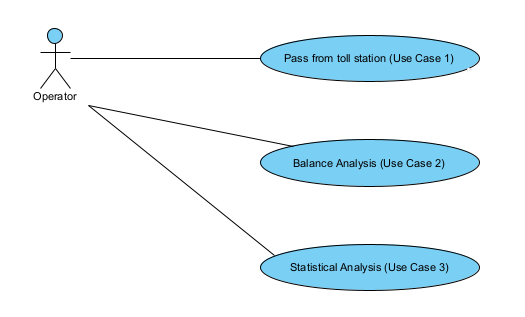 Pass from toll station (Use Case 1)
Operator
Balance Analysis (Use Case 2)
Statistical Analysis (Use Case 3)